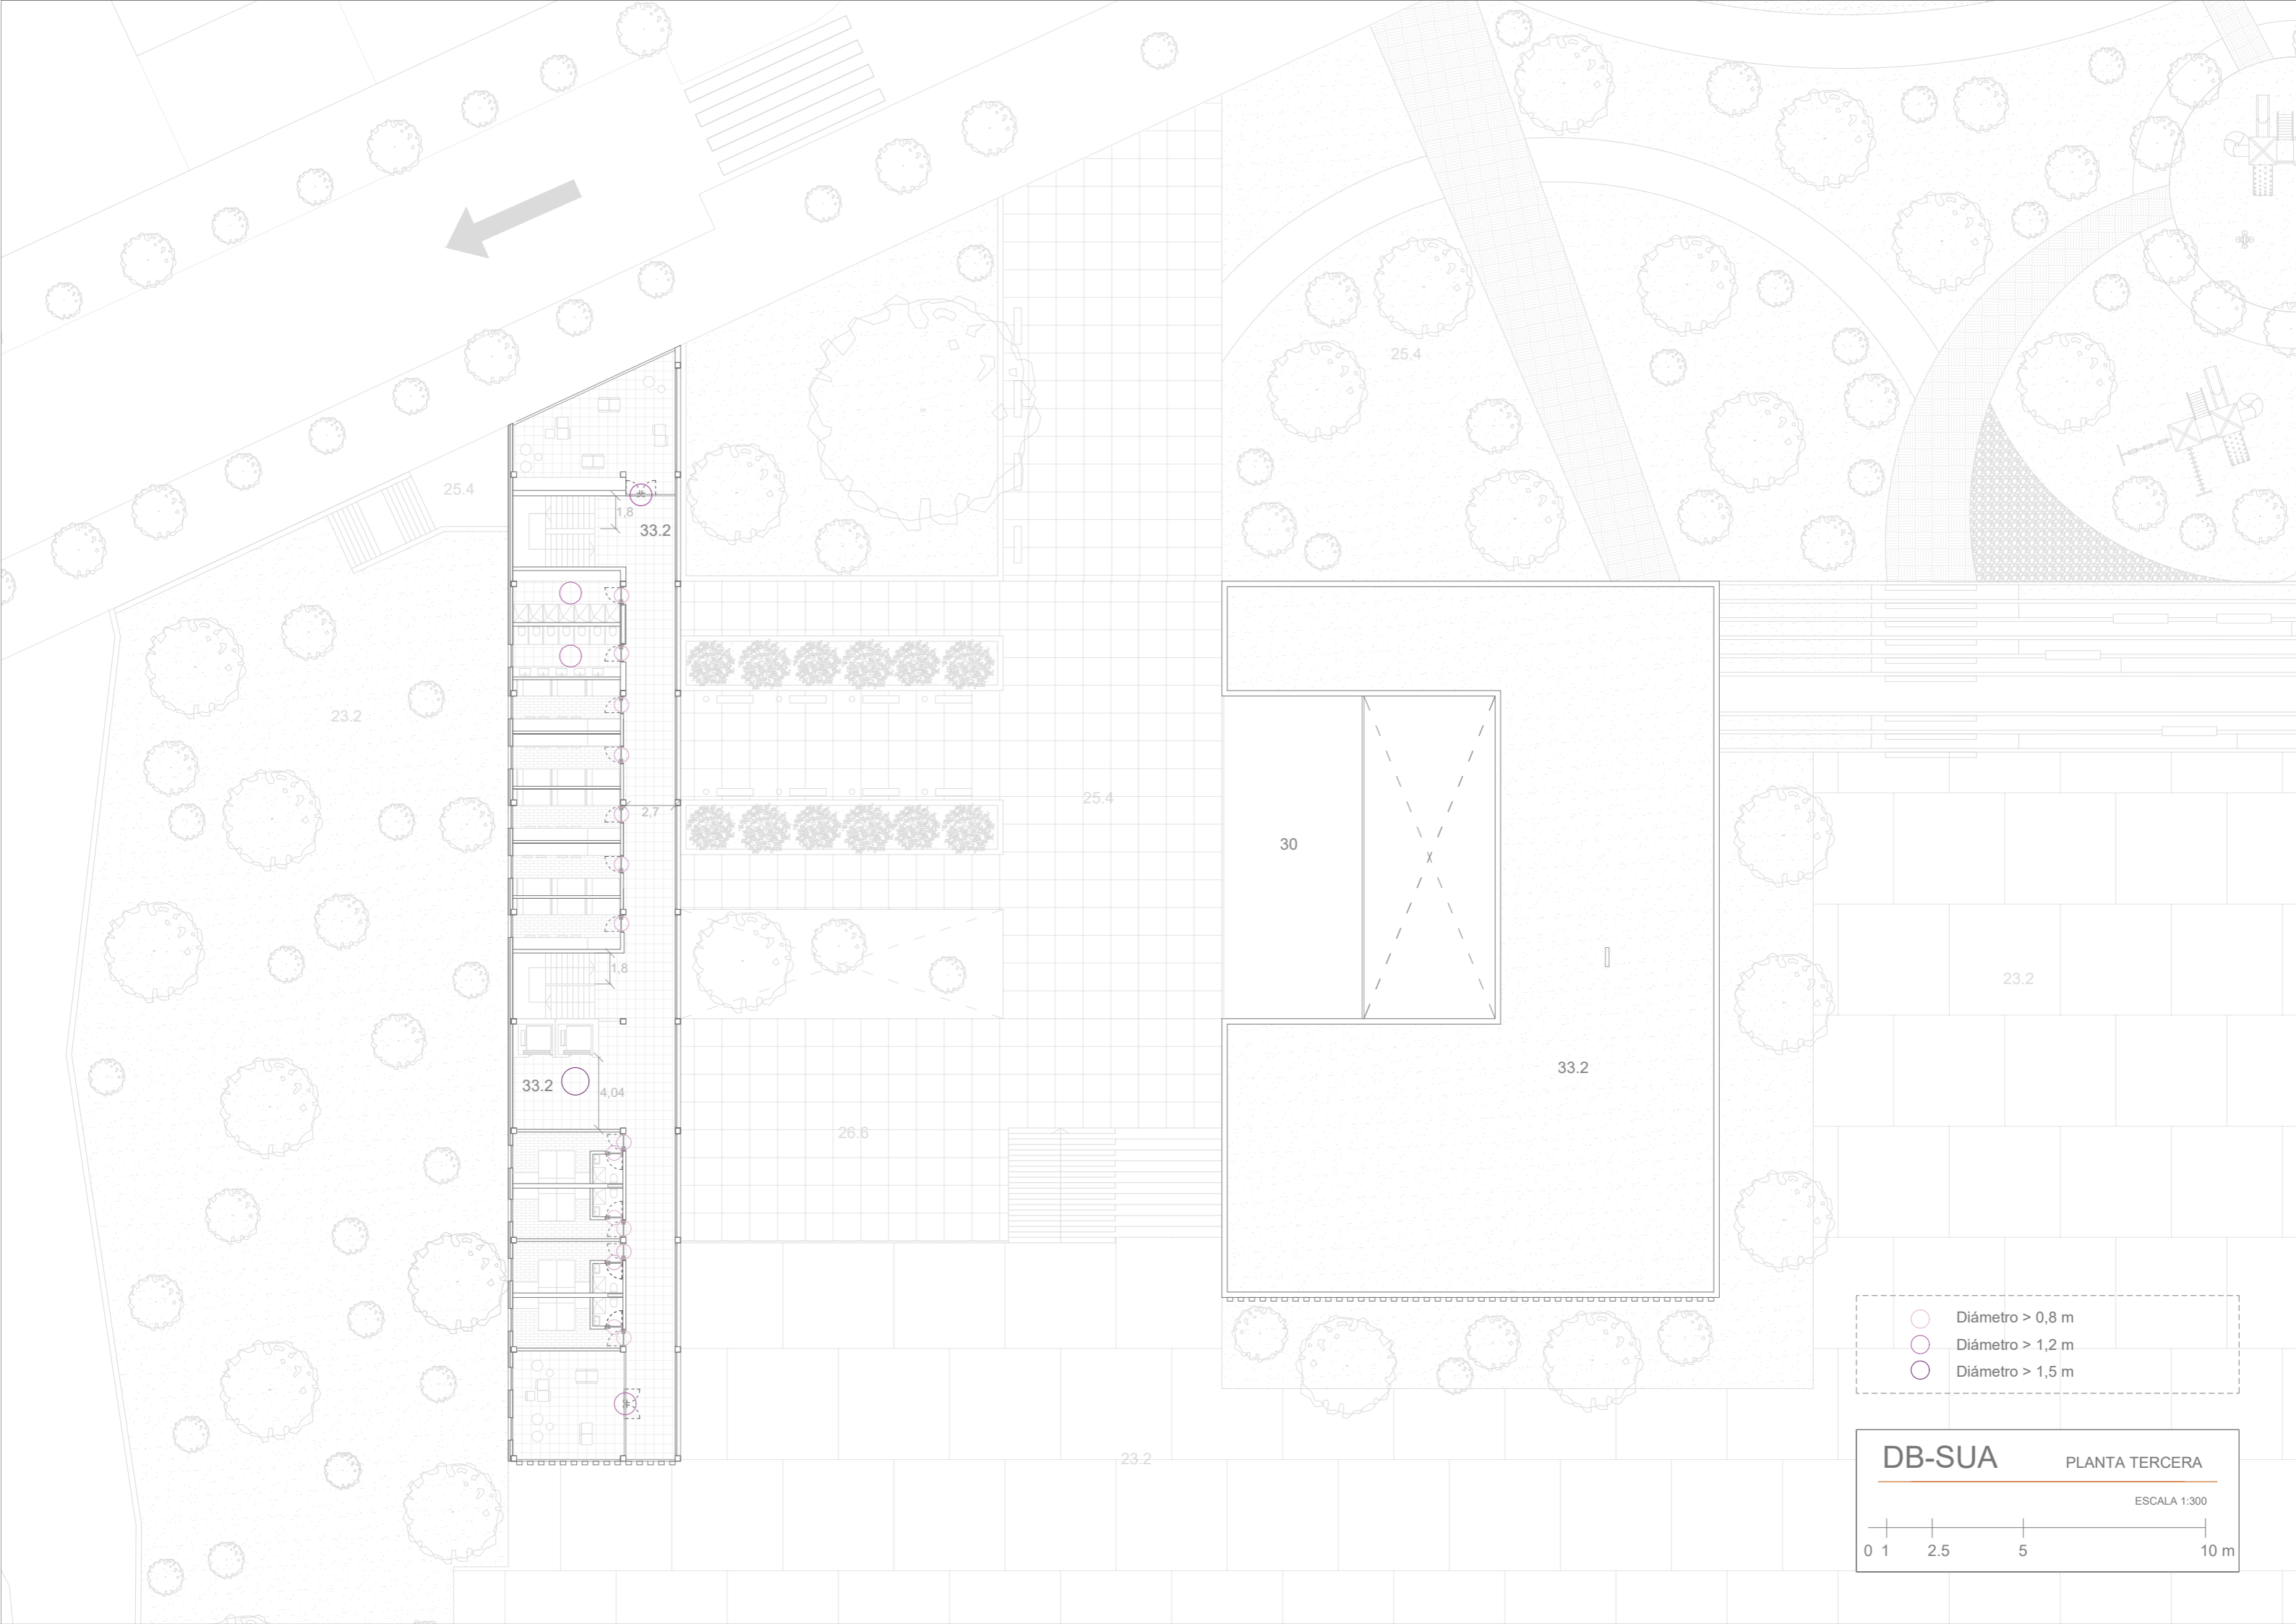 25.4
25.4
1,8
33.2
23.2
25.4
2,7
30
1,8
23.2
33.2
33.2
4,04
26.6
23.2
Diámetro > 0,8 m
Diámetro > 1,2 m
Diámetro > 1,5 m
DB-SUA PLANTA TERCERA
ESCALA 1:300
0 1 2.5 5 10 m